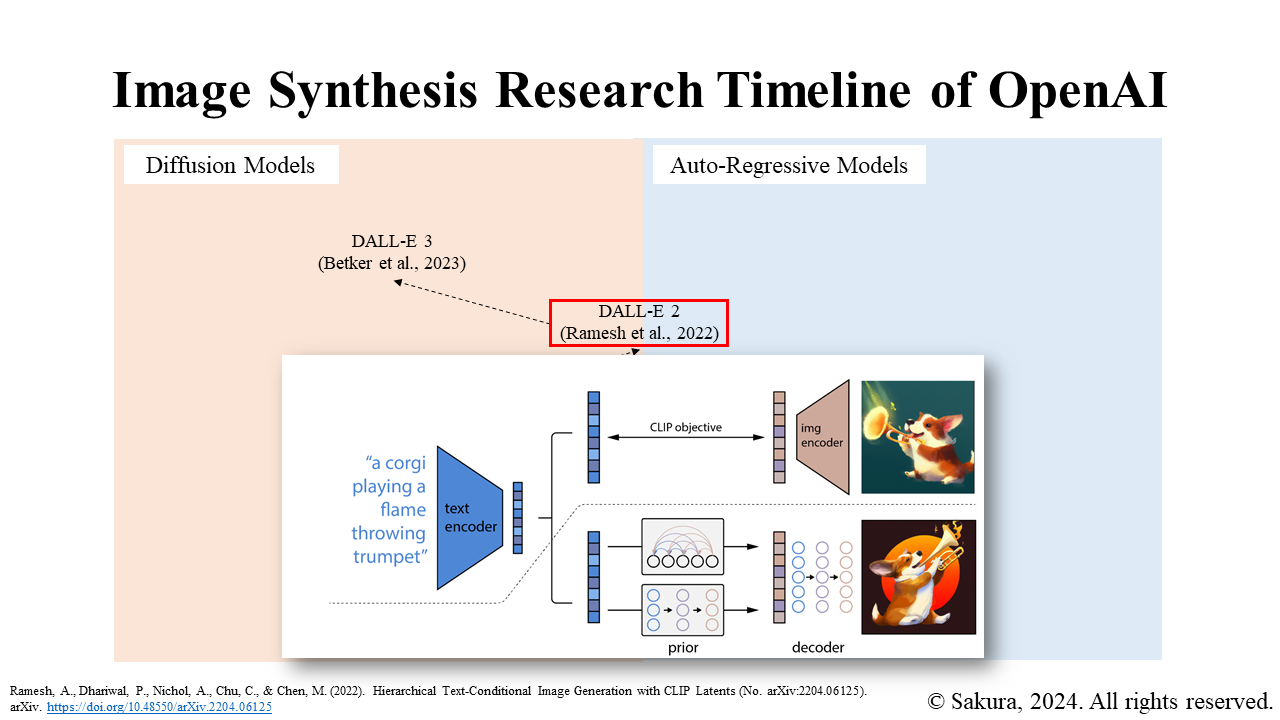 Image Synthesis Research Timeline of OpenAI
Diffusion Models
Auto-Regressive Models
DALL-E 3
(Betker et al., 2023)
DALL-E 2
(Ramesh et al., 2022)
“a corgi
playing a
flame
throwing
trumpet”
text
encoder
CLIP objective
img
encoder
prior
decoder
Ramesh, A., Dhariwal, P., Nichol, A., Chu, C., & Chen, M. (2022). Hierarchical Text-Conditional Image Generation with CLIP Latents (No. arXiv:2204.06125).
arXiv. https://doi.org/10.48550/arXiv.2204.06125
© Sakura, 2024. All rights reserved.